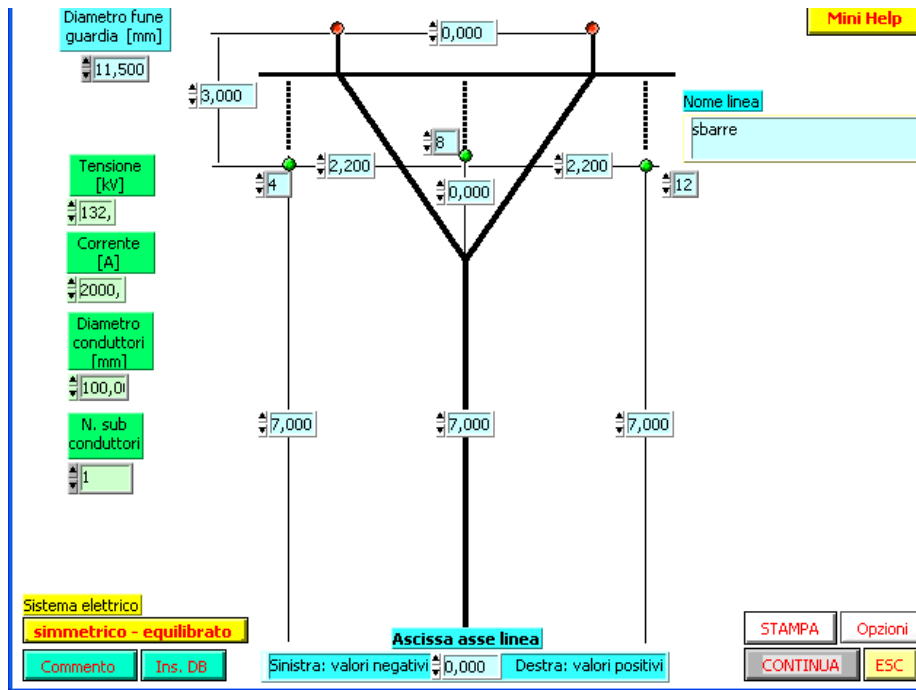 Diametro fune
guardia [mm]
11,500
0,000
Mini Help
3,000
Nome linea
sbarre
8
Tensione
[kV]
132,
2,200
2,200
4
0,000
12
Corrente
[A]
2000,
Diametro
conduttori
[mm]
100,0
N. sub
conduttori
1
7,000
7,000
7,000
Sistema elettrico
simmetrico - equilibrato
Commento
Ins. DB
Ascissa asse linea
Sinistra: valori negativi
0,000
Destra: valori positivi
STAMPA
Opzioni
CONTINUA
ESC